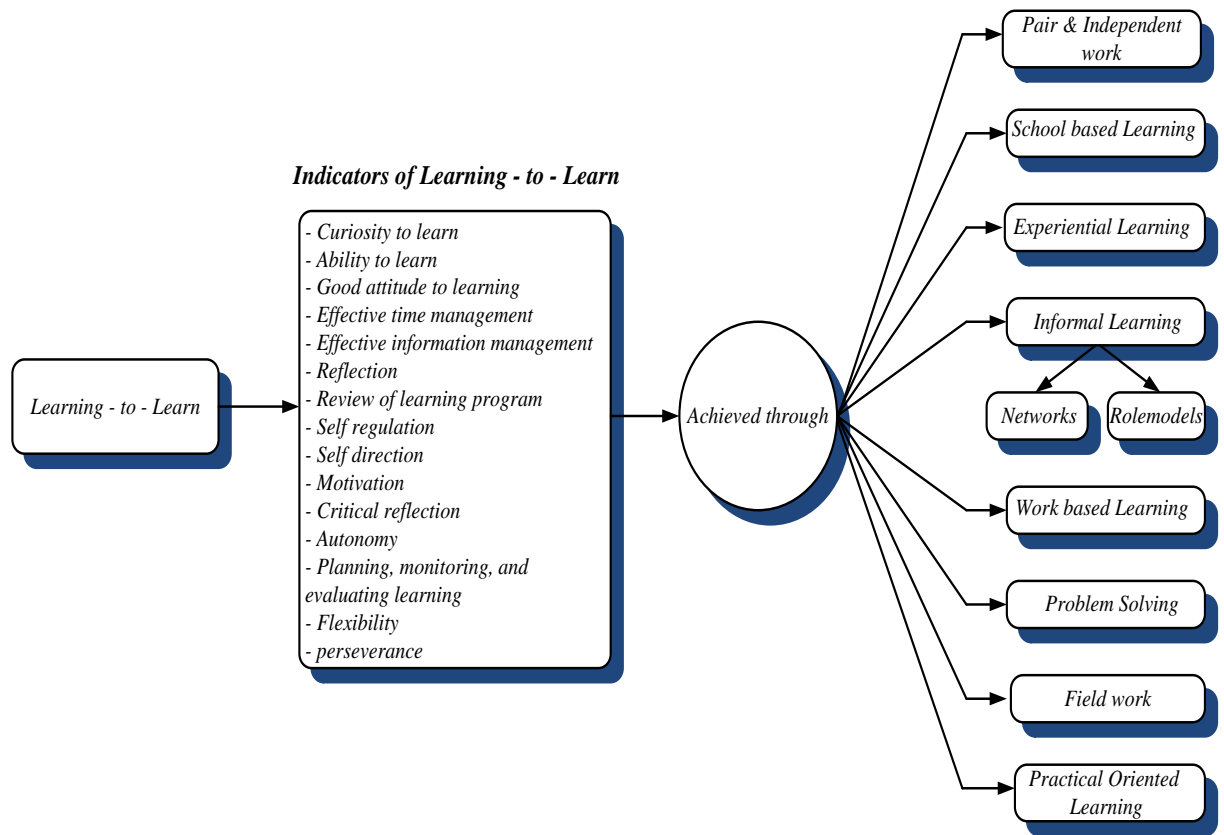 Learning - to - Learn
Indicators of Learning - to - Learn
- Curiosity to learn
- Ability to learn
- Good attitude to learning
- Effective time management
- Effective information management
- Reflection
- Review of learning program
- Self regulation
- Self direction
- Motivation
- Critical reflection
- Autonomy
- Planning, monitoring, and
evaluating learning
- Flexibility
- perseverance
Achieved through
Pair & Independent
work
School based Learning
Experiential Learning
Informal Learning
Networks
Rolemodels
Work based Learning
Problem Solving
Field work
Practical Oriented
Learning